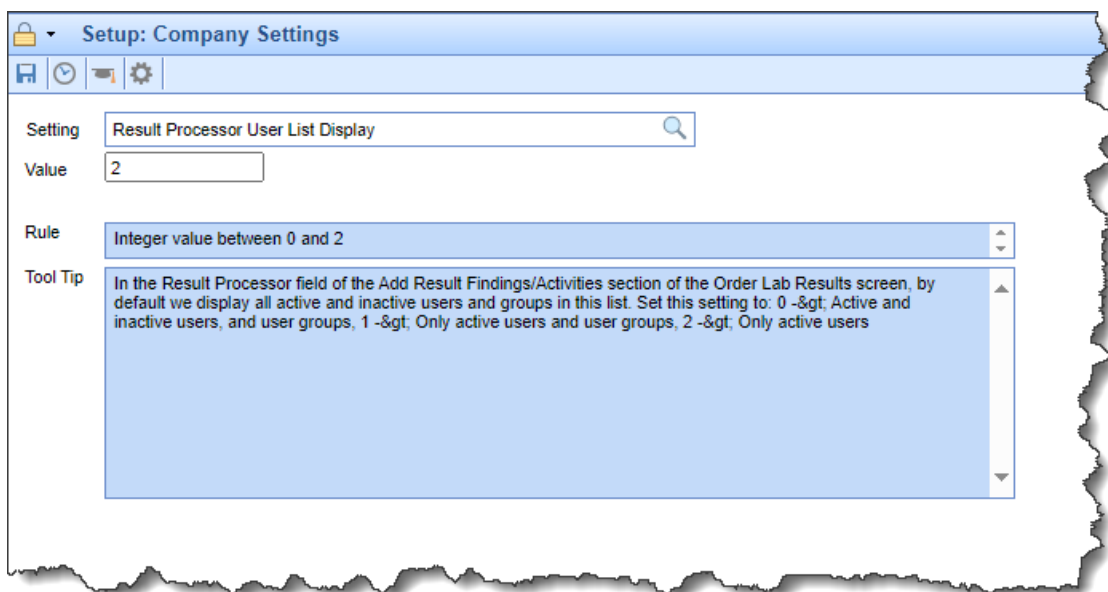 Setup: Company Settings
Setting Result Processor User List Display
Value 2
Rule Integer value between 0 and 2
Tool Tip In the Result Processor field of the Add Result Findings/Activities section of the Order Lab Results screen, by
default we display all active and inactive users and groups in this list. Set this setting to: 0 -&gt; Active and
inactive users, and user groups, 1 -&gt; Only active users and user groups, 2 -&gt; Only active users